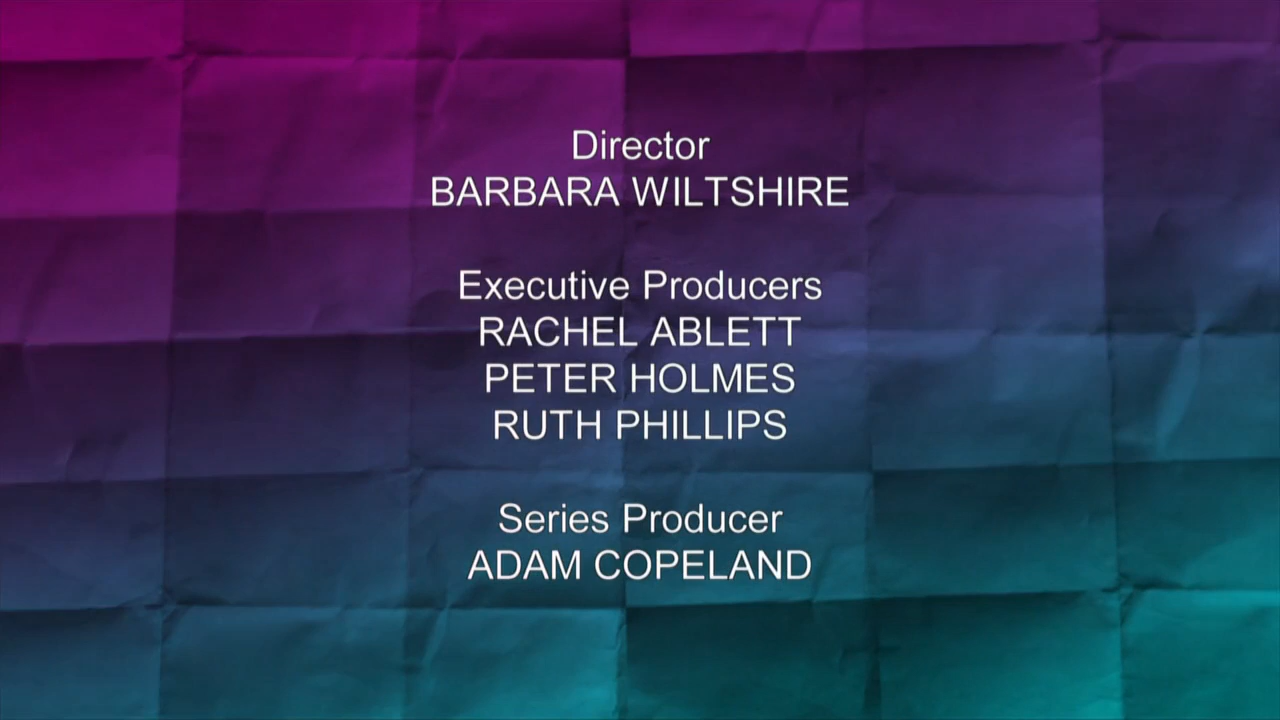 Director
BARBARA WILTSHIRE
Executive Producers
RACHEL ABLETT
PETER HOLMES
RUTH PHILLIPS
Series Producer
ADAM COPELAND